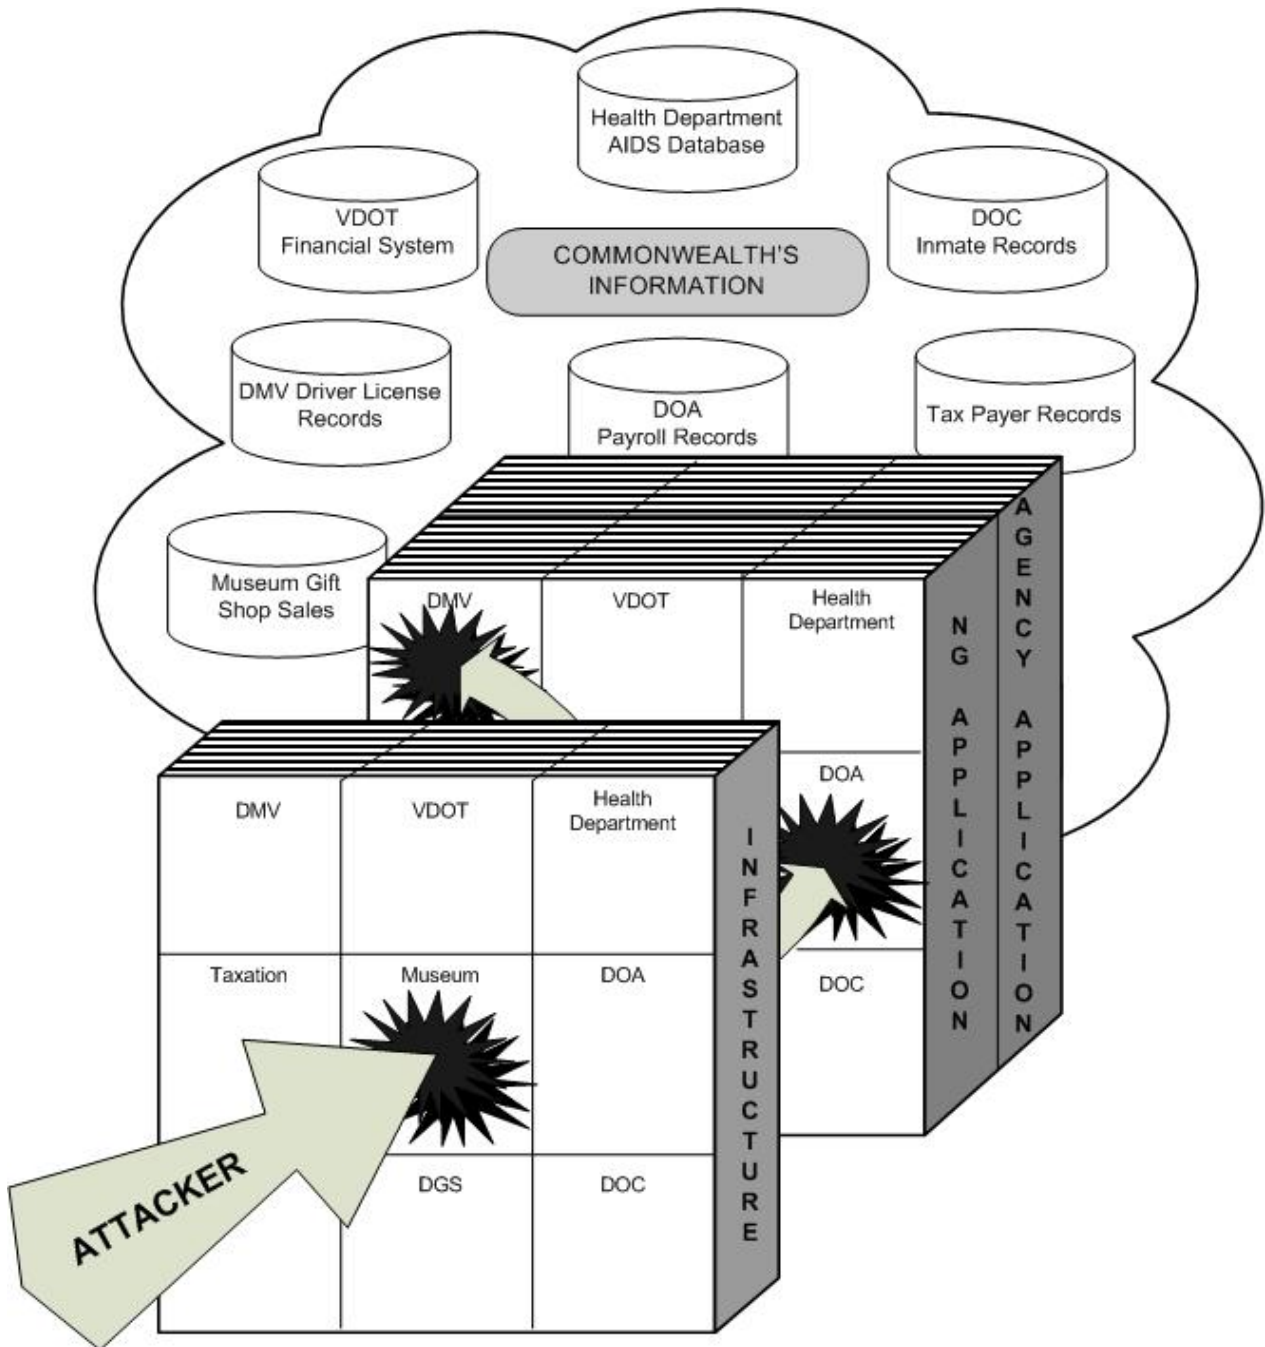 Health Department
AIDS Database
VDOT
Financial System
DOC
Inmate Records
COMMONWEALTH'S
INFORMATION
DMV Driver License
Records
DOA
Payroll Records
Tax Payer Records
Museum Gift
Shop Sales
DMV
VDOT
Health
Department
DOA
DOC
NG APPLICATION
AGENCY APPLICATION
DMV
VDOT
Health
Department
Taxation
Museum
DOA
DGS
DOC
INFRASTRUCTURE
ATTACKER